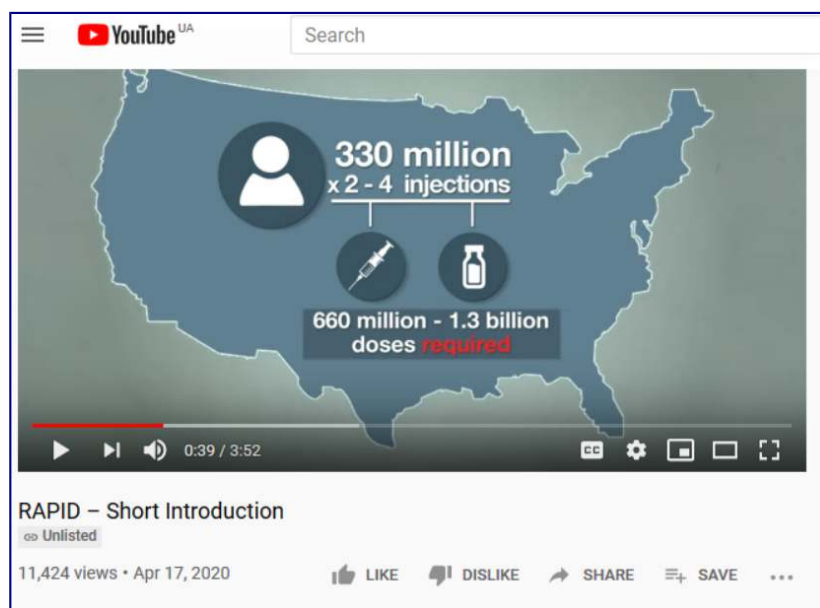 YouTube UA
Search
330 million
x 2 - 4 injections
660 million - 1.3 billion
doses required
0:39 / 3:52
CC
RAPID – Short Introduction
Unlisted
11,424 views • Apr 17, 2020
LIKE DISLIKE SHARE SAVE